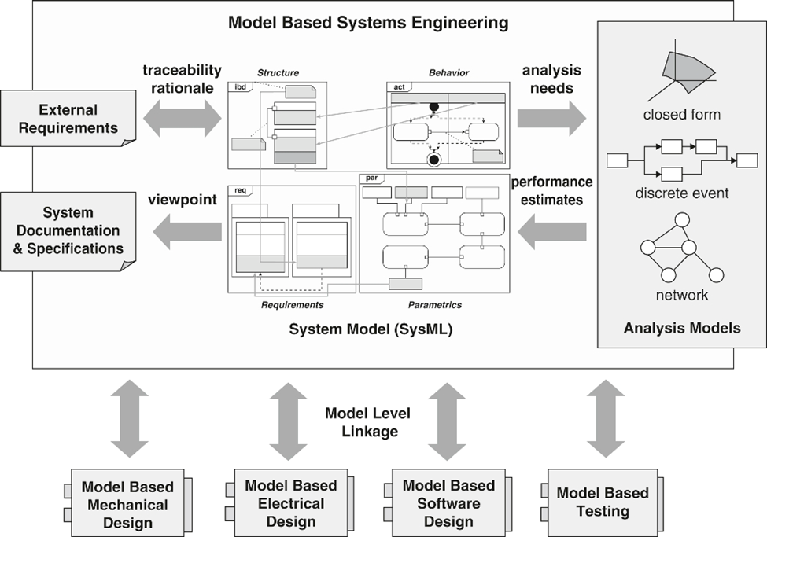 Model Based Systems Engineering
traceability
rationale
Structure
Behavior
analysis
needs
External
Requirements
ibd
act
closed form
discrete event
network
Analysis Models
System
Documentation
& Specifications
viewpoint
req
par
performance
estimates
Requirements
Parametrics
System Model (SysML)
Model Level
Linkage
Model Based
Mechanical
Design
Model Based
Electrical
Design
Model Based
Software
Design
Model Based
Testing